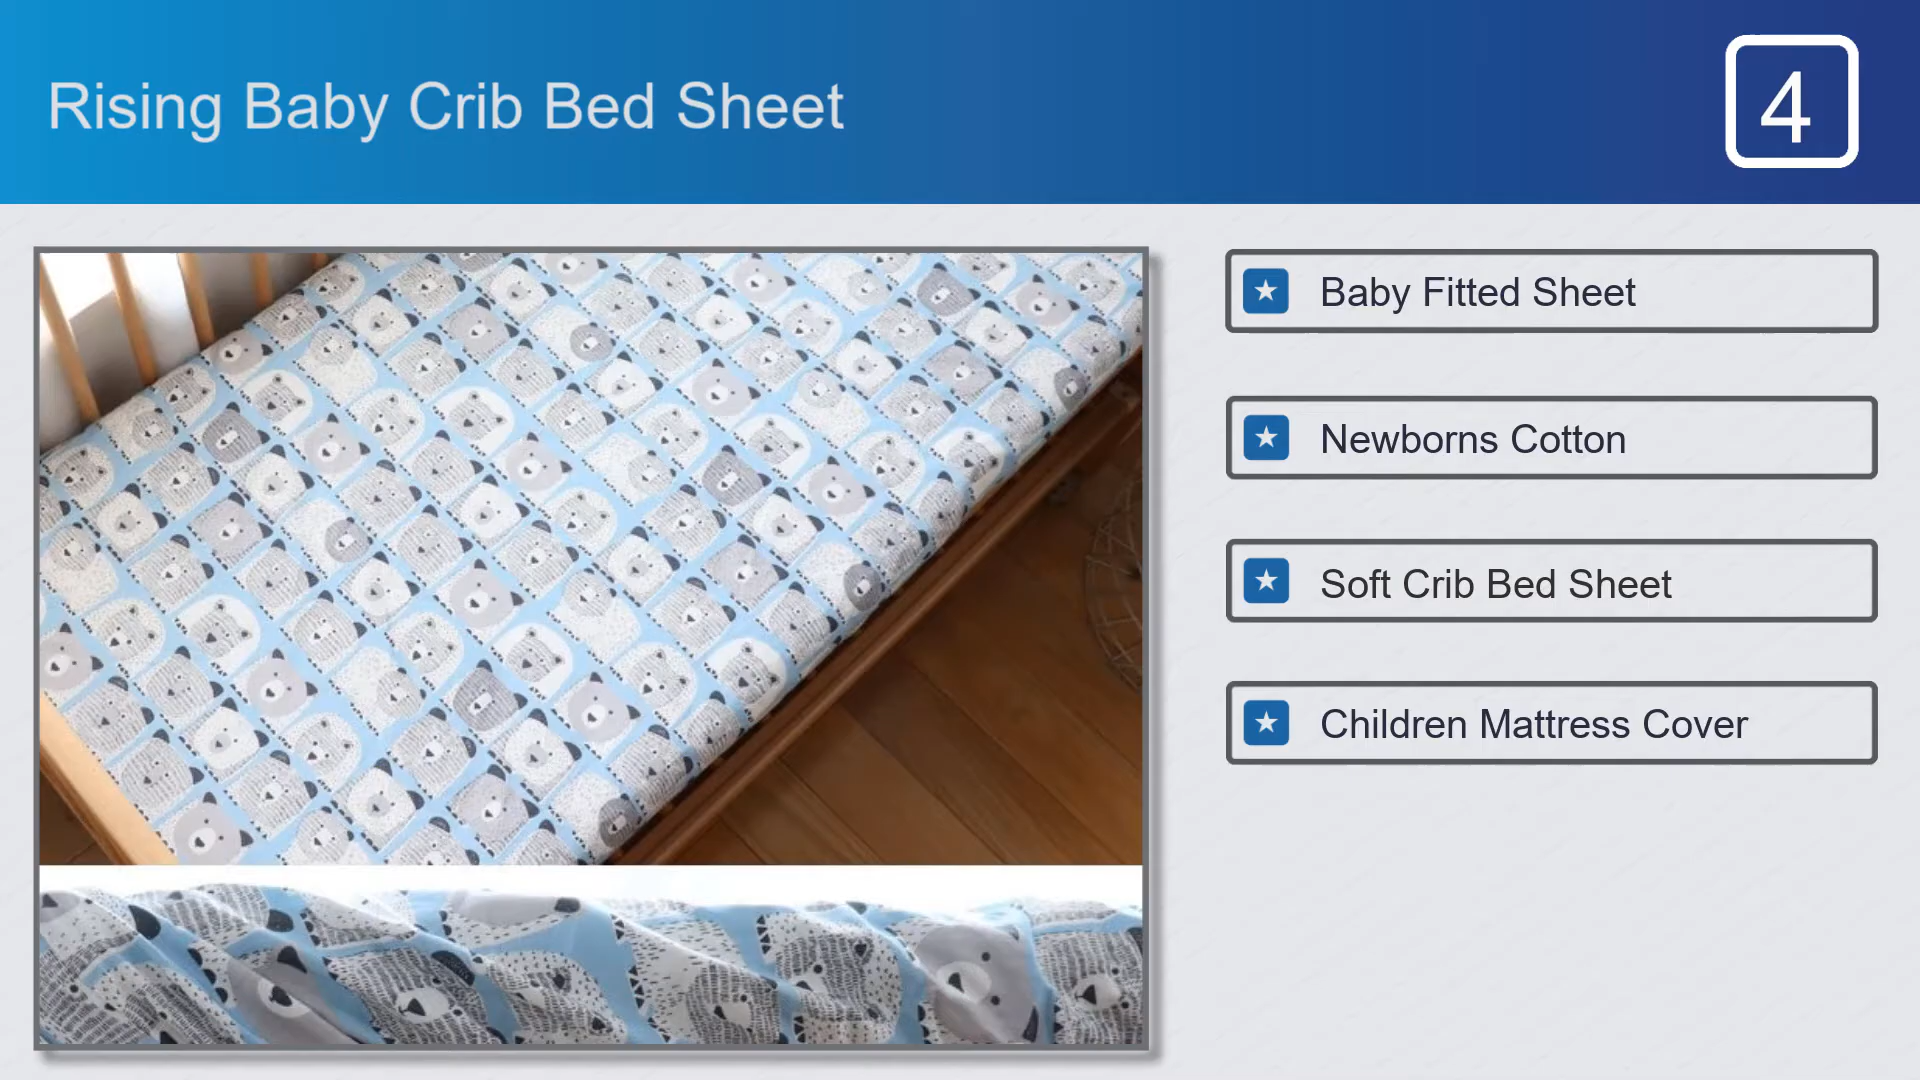 Rising Baby Crib Bed Sheet
4
Baby Fitted Sheet
Newborns Cotton
Soft Crib Bed Sheet
Children Mattress Cover